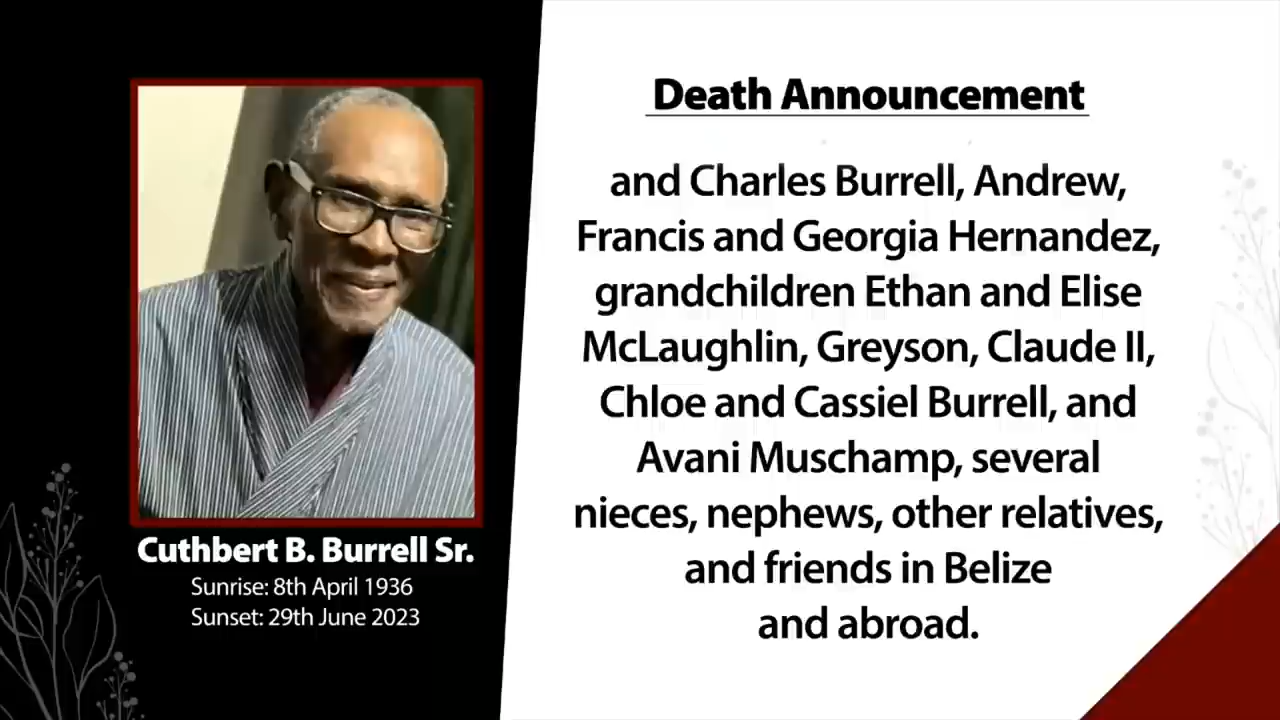 Death Announcement
and Charles Burrell, Andrew,
Francis and Georgia Hernandez,
grandchildren Ethan and Elise
McLaughlin, Greyson, Claude II,
Chloe and Cassiel Burrell, and
Avani Muschamp, several
nieces, nephews, other relatives,
and friends in Belize
and abroad.
Cuthbert B. Burrell Sr.
Sunrise: 8th April 1936
Sunset: 29th June 2023